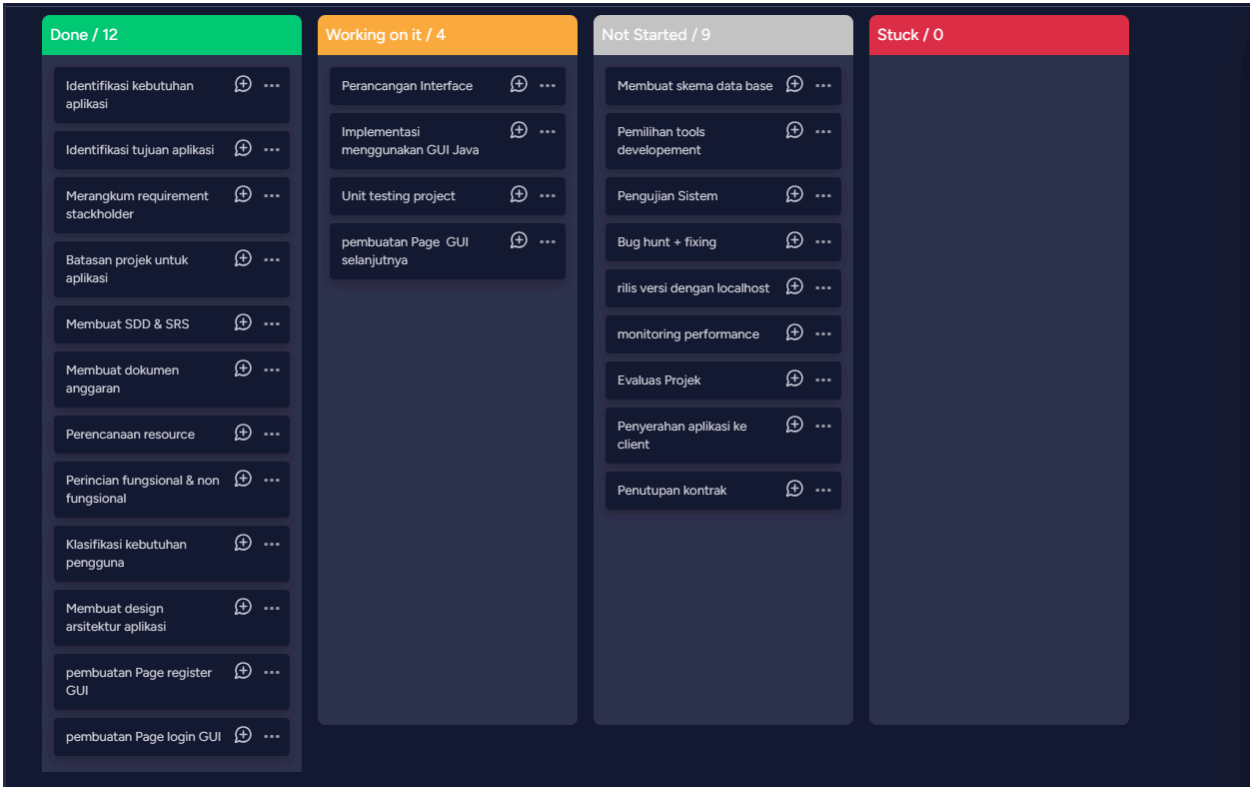 Done / 12
Identifikasi kebutuhan
aplikasi
Identifikasi tujuan aplikasi
Merangkum requirement
stackholder
Batasan projek untuk
aplikasi
Membuat SDD & SRS
Membuat dokumen
anggaran
Perencanaan resource
Perincian fungsional & non
fungsional
Klasifikasi kebutuhan
pengguna
Membuat design
arsitektur aplikasi
pembuatan Page register
GUI
pembuatan Page login GUI
Working on it / 4
Perancangan Interface
Implementasi
menggunakan GUI Java
Unit testing project
pembuatan Page  GUI
selanjutnya
Not Started / 9
Membuat skema data base
Pemilihan tools
developement
Pengujian Sistem
Bug hunt + fixing
rilis versi dengan localhost
monitoring performance
Evaluas Projek
Penyerahan aplikasi ke
client
Penutupan kontrak
Stuck / 0